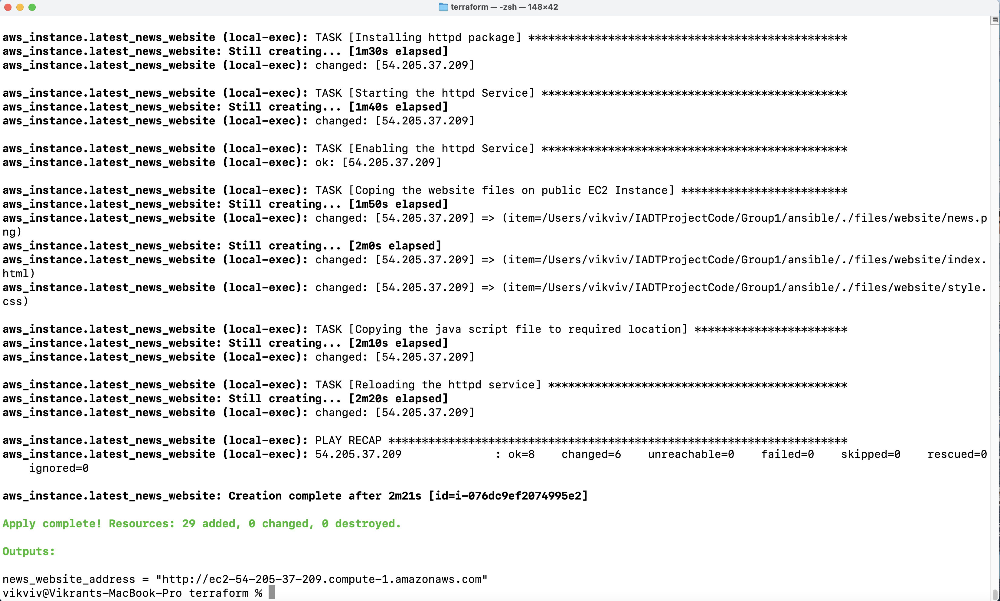 terraform — -zsh — 148×42
aws_instance.latest_news_website (local-exec): TASK [Installing httpd package] ************************************************
aws_instance.latest_news_website: Still creating... [1m30s elapsed]
aws_instance.latest_news_website (local-exec): changed: [54.205.37.209]
aws_instance.latest_news_website (local-exec): TASK [Starting the httpd Service] **********************************************
aws_instance.latest_news_website: Still creating... [1m40s elapsed]
aws_instance.latest_news_website (local-exec): changed: [54.205.37.209]
aws_instance.latest_news_website (local-exec): TASK [Enabling the httpd Service] **********************************************
aws_instance.latest_news_website (local-exec): ok: [54.205.37.209]
aws_instance.latest_news_website (local-exec): TASK [Coping the website files on public EC2 Instance] *************************
aws_instance.latest_news_website: Still creating... [1m50s elapsed]
aws_instance.latest_news_website (local-exec): changed: [54.205.37.209] => (item=/Users/vikviv/IADTProjectCode/Group1/ansible/./files/website/news.p
ng)
aws_instance.latest_news_website: Still creating... [2m0s elapsed]
aws_instance.latest_news_website (local-exec): changed: [54.205.37.209] => (item=/Users/vikviv/IADTProjectCode/Group1/ansible/./files/website/index.
html)
aws_instance.latest_news_website (local-exec): changed: [54.205.37.209] => (item=/Users/vikviv/IADTProjectCode/Group1/ansible/./files/website/style.
css)
aws_instance.latest_news_website (local-exec): TASK [Copying the java script file to required location] ***********************
aws_instance.latest_news_website: Still creating... [2m10s elapsed]
aws_instance.latest_news_website (local-exec): changed: [54.205.37.209]
aws_instance.latest_news_website (local-exec): TASK [Reloading the httpd service] *********************************************
aws_instance.latest_news_website: Still creating... [2m20s elapsed]
aws_instance.latest_news_website (local-exec): changed: [54.205.37.209]
aws_instance.latest_news_website (local-exec): PLAY RECAP *********************************************************************
aws_instance.latest_news_website (local-exec): 54.205.37.209              : ok=8    changed=6    unreachable=0    failed=0    skipped=0    rescued=0
    ignored=0
aws_instance.latest_news_website: Creation complete after 2m21s [id=i-076dc9ef2074995e2]
Apply complete! Resources: 29 added, 0 changed, 0 destroyed.
Outputs:
news_website_address = "http://ec2-54-205-37-209.compute-1.amazonaws.com"
vikviv@Vikrants-MacBook-Pro terraform %